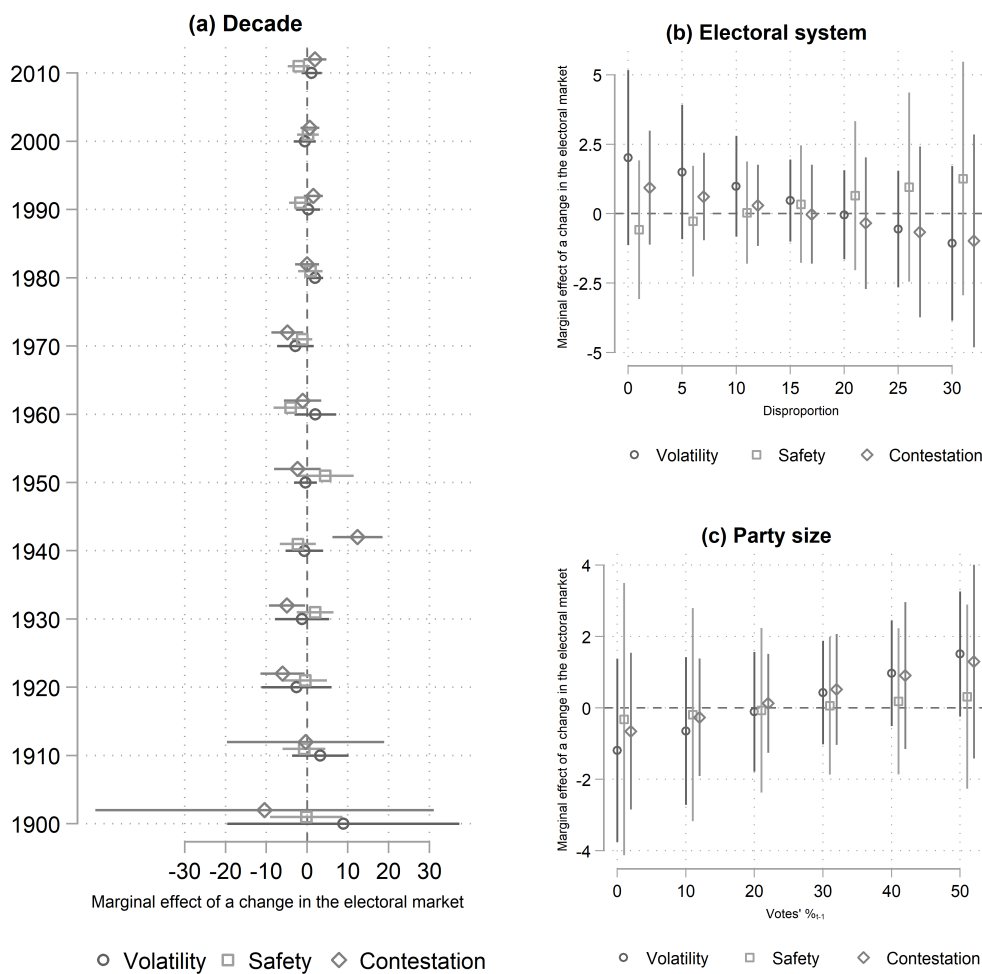 (a) Decade
2010
2000
1990
1980
1970
1960
1950
1940
1930
1920
1910
1900
-30 -20 -10 0 10 20 30
Marginal effect of a change in the electoral market
Volatility Safety Contestation
(b) Electoral system
Marginal effect of a change in the electoral market
5
2.5
0
-2.5
-5
0 5 10 15 20 25 30
Disproportion
Volatility Safety Contestation
(c) Party size
Marginal effect of a change in the electoral market
4
2
0
-2
-4
0 10 20 30 40 50
Votes' %t-1
Volatility Safety Contestation